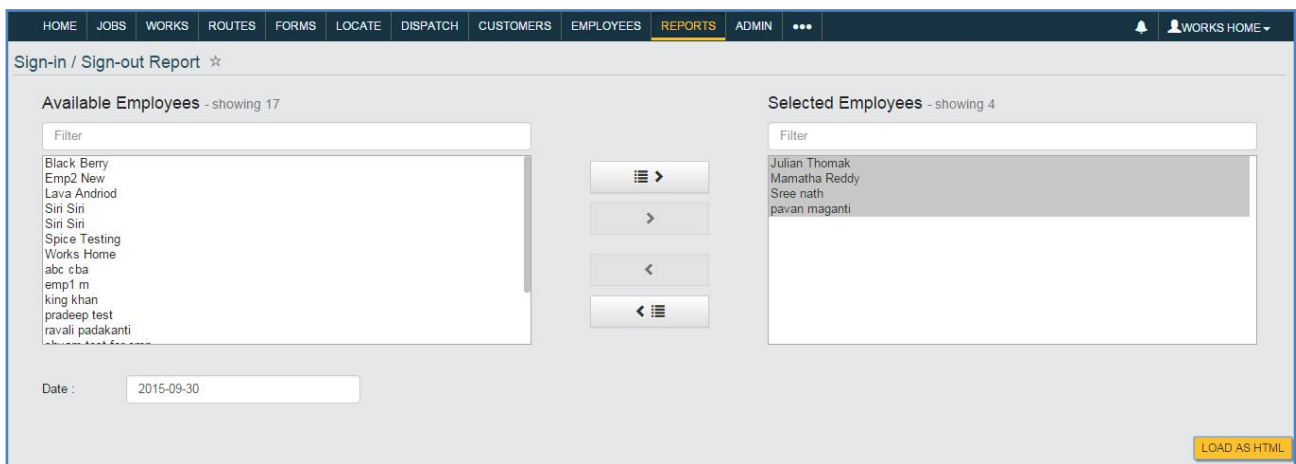 HOME JOBS WORKS ROUTES FORMS LOCATE DISPATCH CUSTOMERS EMPLOYEES REPORTS ADMIN ••• WORKS HOME
Sign-in / Sign-out Report ☆
Available Employees - showing 17
Filter
Black Berry
Emp2 New
Lava Andriod
Siri Siri
Siri Siri
Spice Testing
Works Home
abc cba
emp1 m
king khan
pradeep test
ravali padakanti
Selected Employees - showing 4
Filter
Julian Thomak
Mamatha Reddy
Sree nath
pavan maganti
Date : 2015-09-30
LOAD AS HTML